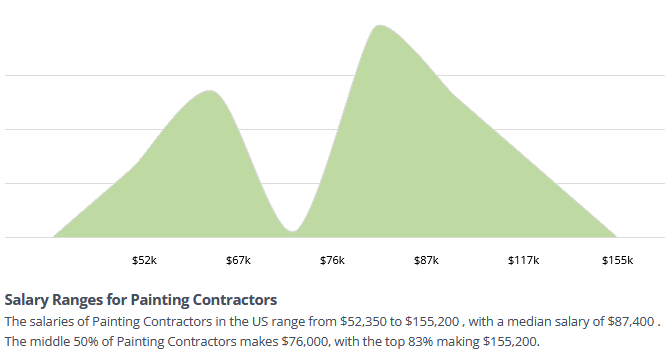 $52k $67k $76k $87k $117k $155k
Salary Ranges for Painting Contractors
The salaries of Painting Contractors in the US range from $52,350 to $155,200 , with a median salary of $87,400 .
The middle 50% of Painting Contractors makes $76,000, with the top 83% making $155,200.